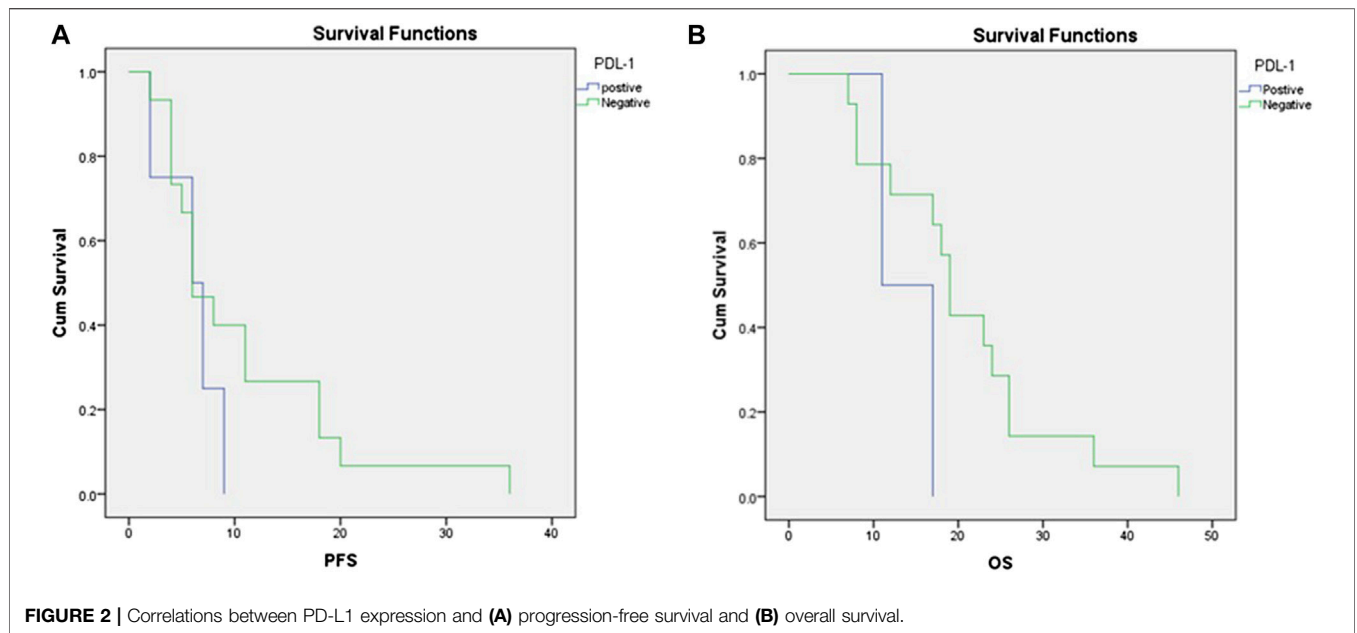 A
Survival Functions
PDL-1
postive
Negative
Cum Survival
1.0
0.8
0.6
0.4
0.2
0.0
0 10 20 30 40
PFS
B
Survival Functions
PDL-1
Postive
Negative
Cum Survival
1.0
0.8
0.6
0.4
0.2
0.0
0 10 20 30 40 50
OS
FIGURE 2 | Correlations between PD-L1 expression and (A) progression-free survival and (B) overall survival.